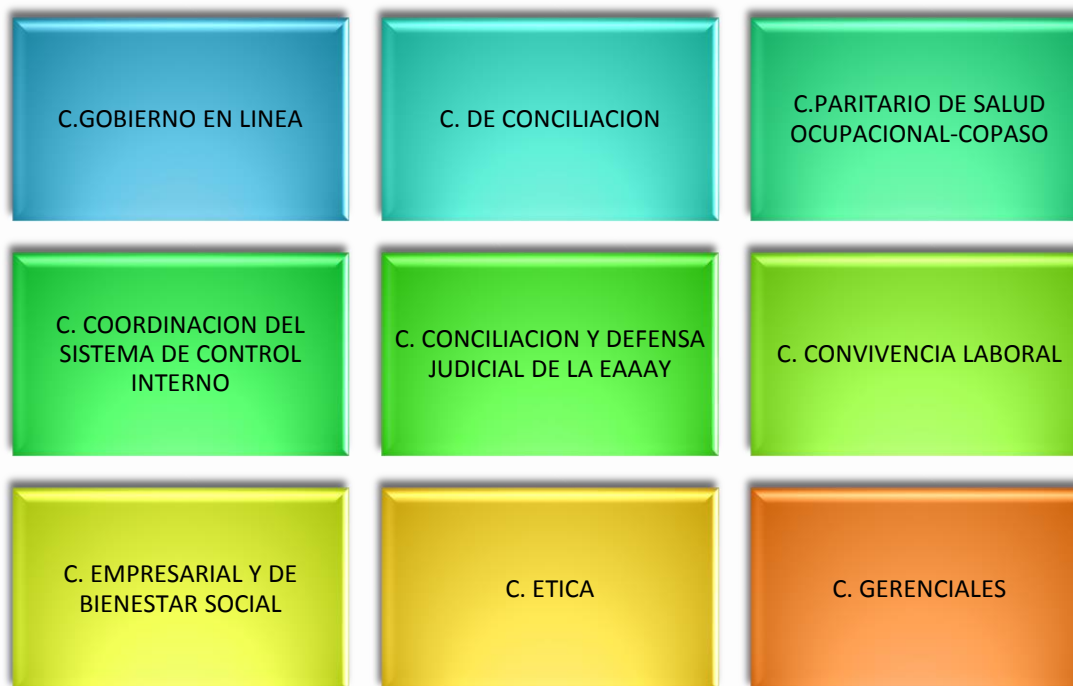 C.GOBIERNO EN LINEA
C. DE CONCILIACION
C.PARITARIO DE SALUD
OCUPACIONAL-COPASO
C. COORDINACION DEL
SISTEMA DE CONTROL
INTERNO
C. CONCILIACION Y DEFENSA
JUDICIAL DE LA EAAAY
C. CONVIVENCIA LABORAL
C. EMPRESARIAL Y DE
BIENESTAR SOCIAL
C. ETICA
C. GERENCIALES